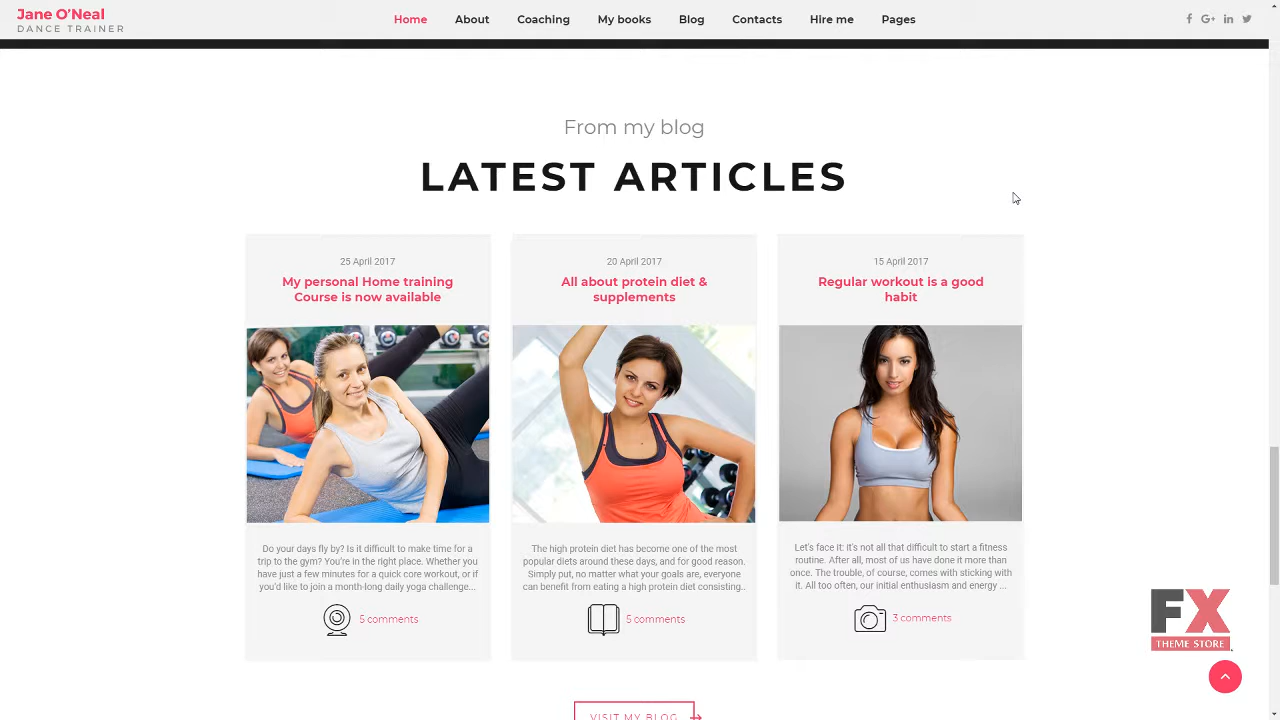 Jane O'Neal
DANCE TRAINER
Home About Coaching My books Blog Contacts Hire me Pages
From my blog
LATEST ARTICLES
25 April 2017
My personal Home training
Course is now available
Do your days fly by? Is it difficult to make time for a
trip to the gym? You're in the right place. Whether you
have just a few minutes for a quick core workout, or if
you'd like to join a month-long daily yoga challenge...
5 comments
20 April 2017
All about protein diet &
supplements
The high protein diet has become one of the most
popular diets around these days, and for good reason.
Simply put, no matter what your goals are, everyone
can benefit from eating a high protein diet consisting..
5 comments
15 April 2017
Regular workout is a good
habit
Let's face it: it's not all that difficult to start a fitness
routine. After all, most of us have done it more than
once. The trouble, of course, comes with sticking with
it. All too often, our initial enthusiasm and energy ...
3 comments
FX
THEME STORE
VISIT MY BLOG